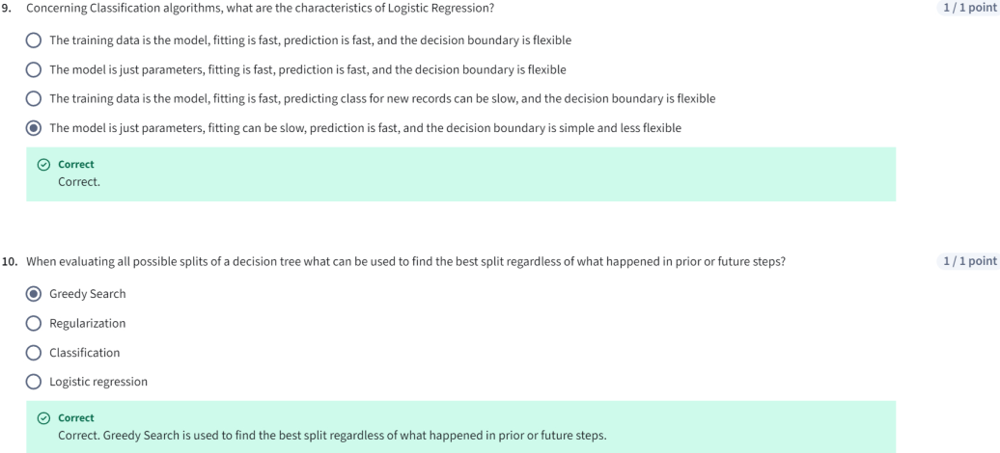 9. Concerning Classification algorithms, what are the characteristics of Logistic Regression?
1 / 1 point
The training data is the model, fitting is fast, prediction is fast, and the decision boundary is flexible
The model is just parameters, fitting is fast, prediction is fast, and the decision boundary is flexible
The training data is the model, fitting is fast, predicting class for new records can be slow, and the decision boundary is flexible
The model is just parameters, fitting can be slow, prediction is fast, and the decision boundary is simple and less flexible
Correct
Correct.
10. When evaluating all possible splits of a decision tree what can be used to find the best split regardless of what happened in prior or future steps?
1 / 1 point
Greedy Search
Regularization
Classification
Logistic regression
Correct
Correct. Greedy Search is used to find the best split regardless of what happened in prior or future steps.